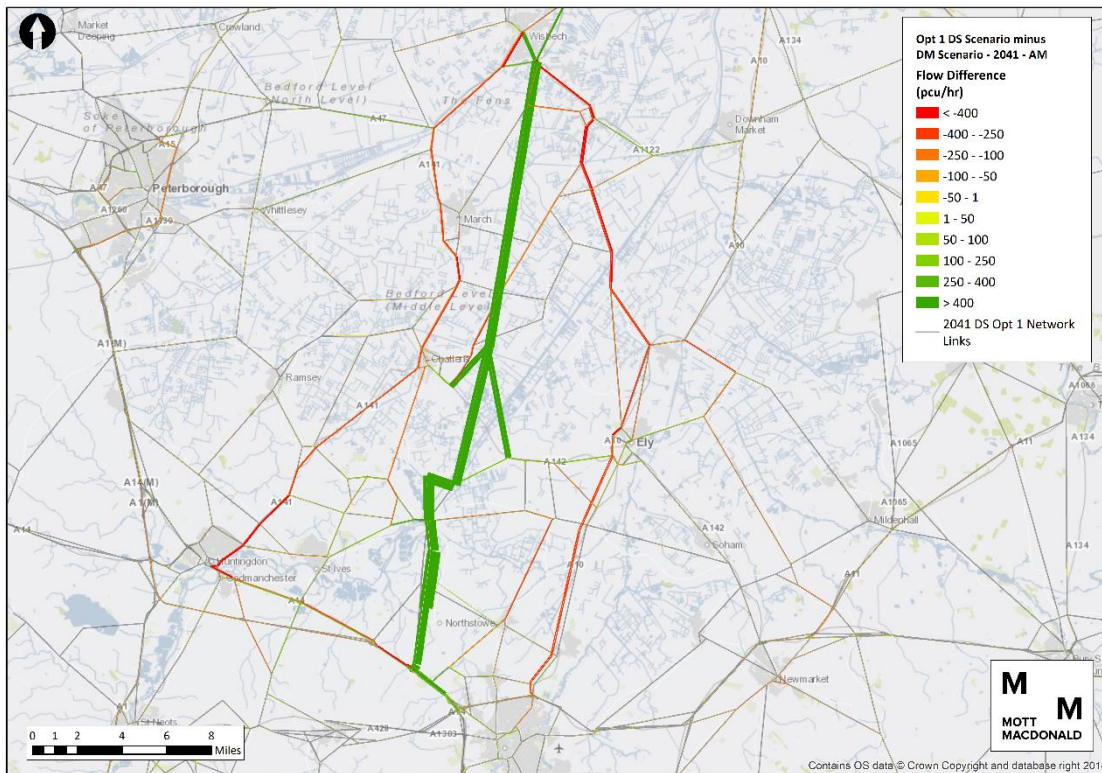 Market
Deeping
Crowland
Wisbech
A134
A10
Opt 1 DS Scenario minus
DM Scenario - 2041 - AM
Flow Difference
(pcu/hr)
< -400
-400 - -250
-250 - -100
-100 - -50
-50 - 1
1 - 50
50 - 100
100 - 250
250 - 400
> 400
2041 DS Opt 1 Network
Links
Bedford Level
(North Level)
The Fens
A47
Soke
of Peterborough
A15
Downham
Market
A1122
Peterborough
A47
A1260
A1139
Whittlesey
A141
March
A10
Bedford Level
(Middle Level)
A1(M)
Chatteris
Ramsey
A141
A1066
A134
A10
Ely
A142
A1065
A11
A14(M)
A1(M)
A141
A14
A1065
Mildenhall
A142
Soham
A134
Huntingdon
Godmanchester
St Ives
A10
A11
A14
Northstowe
Newmarket
A1
St Neots
A428
A14
A1303
0 1 2 4 6 8
Miles
M
M
MOTT
MACDONALD
Contains OS data © Crown Copyright and database right 201